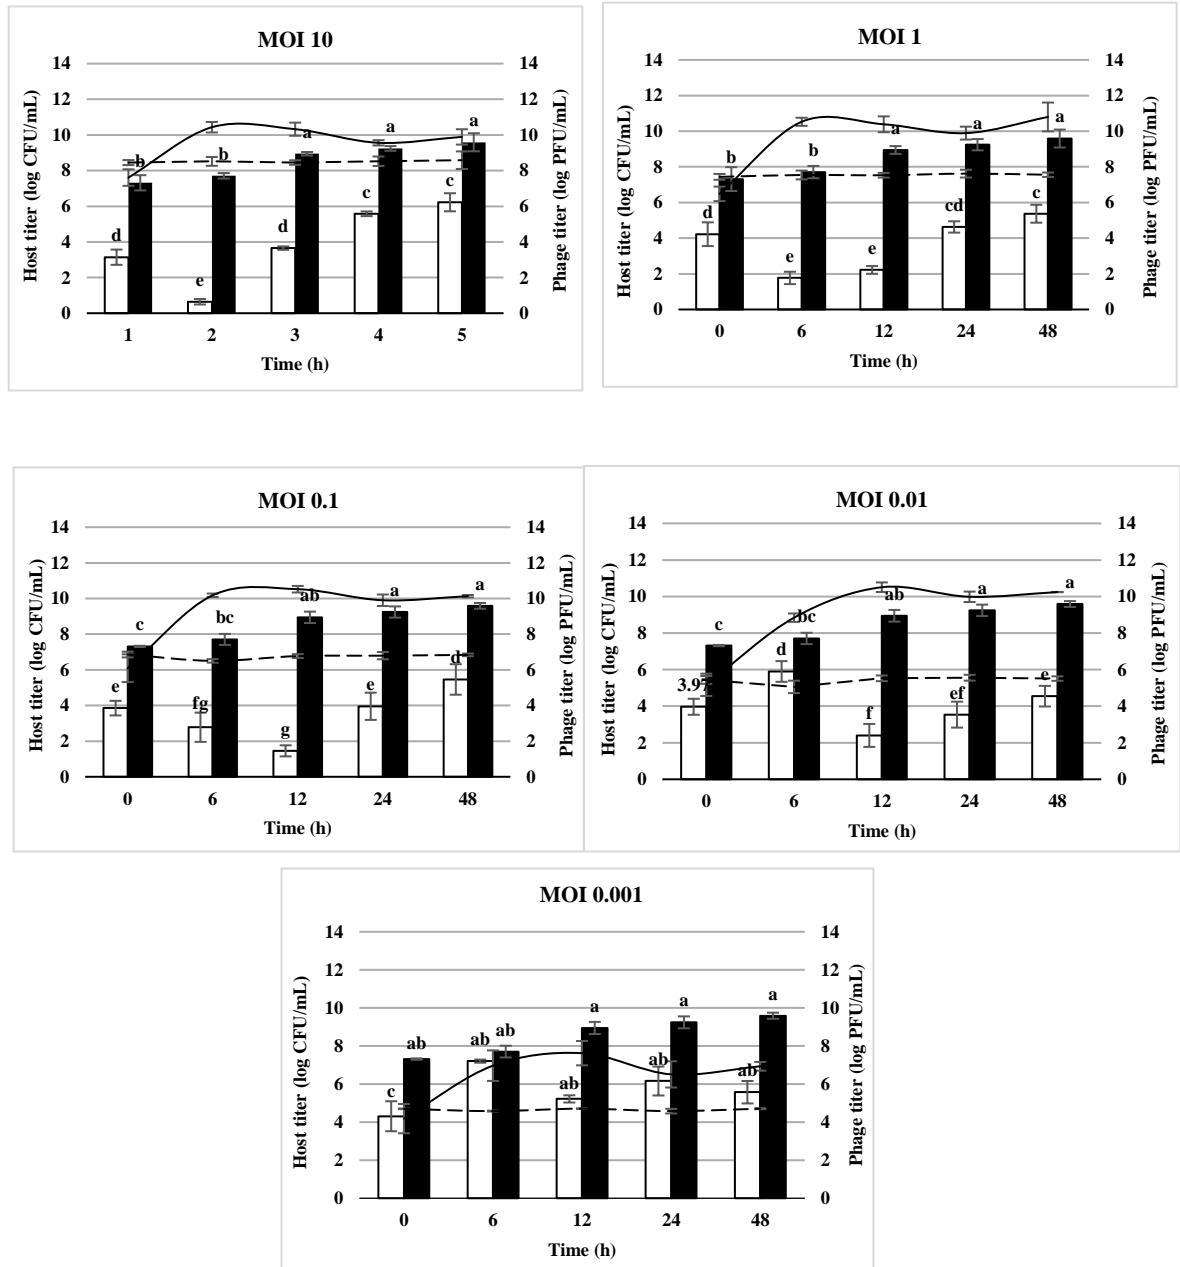 MOI 10
Host titer (log CFU/mL)
14
12
10
8
6
4
2
0
d
b
e
b
d
a
c
a
c
a
14
12
10
8
6
4
2
0
Phage titer (log PFU/mL)
1 2 3 4 5
Time (h)
MOI 1
Host titer (log CFU/mL)
14
12
10
8
6
4
2
0
d
b
e
b
e
a
cd
a
c
a
14
12
10
8
6
4
2
0
Phage titer (log PFU/mL)
0 6 12 24 48
Time (h)
MOI 0.1
Host titer (log CFU/mL)
14
12
10
8
6
4
2
0
e
c
fg
bc
g
ab
e
a
d
a
14
12
10
8
6
4
2
0
Phage titer (log PFU/mL)
0 6 12 24 48
Time (h)
MOI 0.01
Host titer (log CFU/mL)
14
12
10
8
6
4
2
0
3.97
c
d
bc
f
ab
ef
a
e
a
14
12
10
8
6
4
2
0
Phage titer (log PFU/mL)
0 6 12 24 48
Time (h)
MOI 0.001
Host titer (log CFU/mL)
14
12
10
8
6
4
2
0
c
ab
ab
ab
ab
a
ab
a
ab
a
14
12
10
8
6
4
2
0
Phage titer (log PFU/mL)
0 6 12 24 48
Time (h)